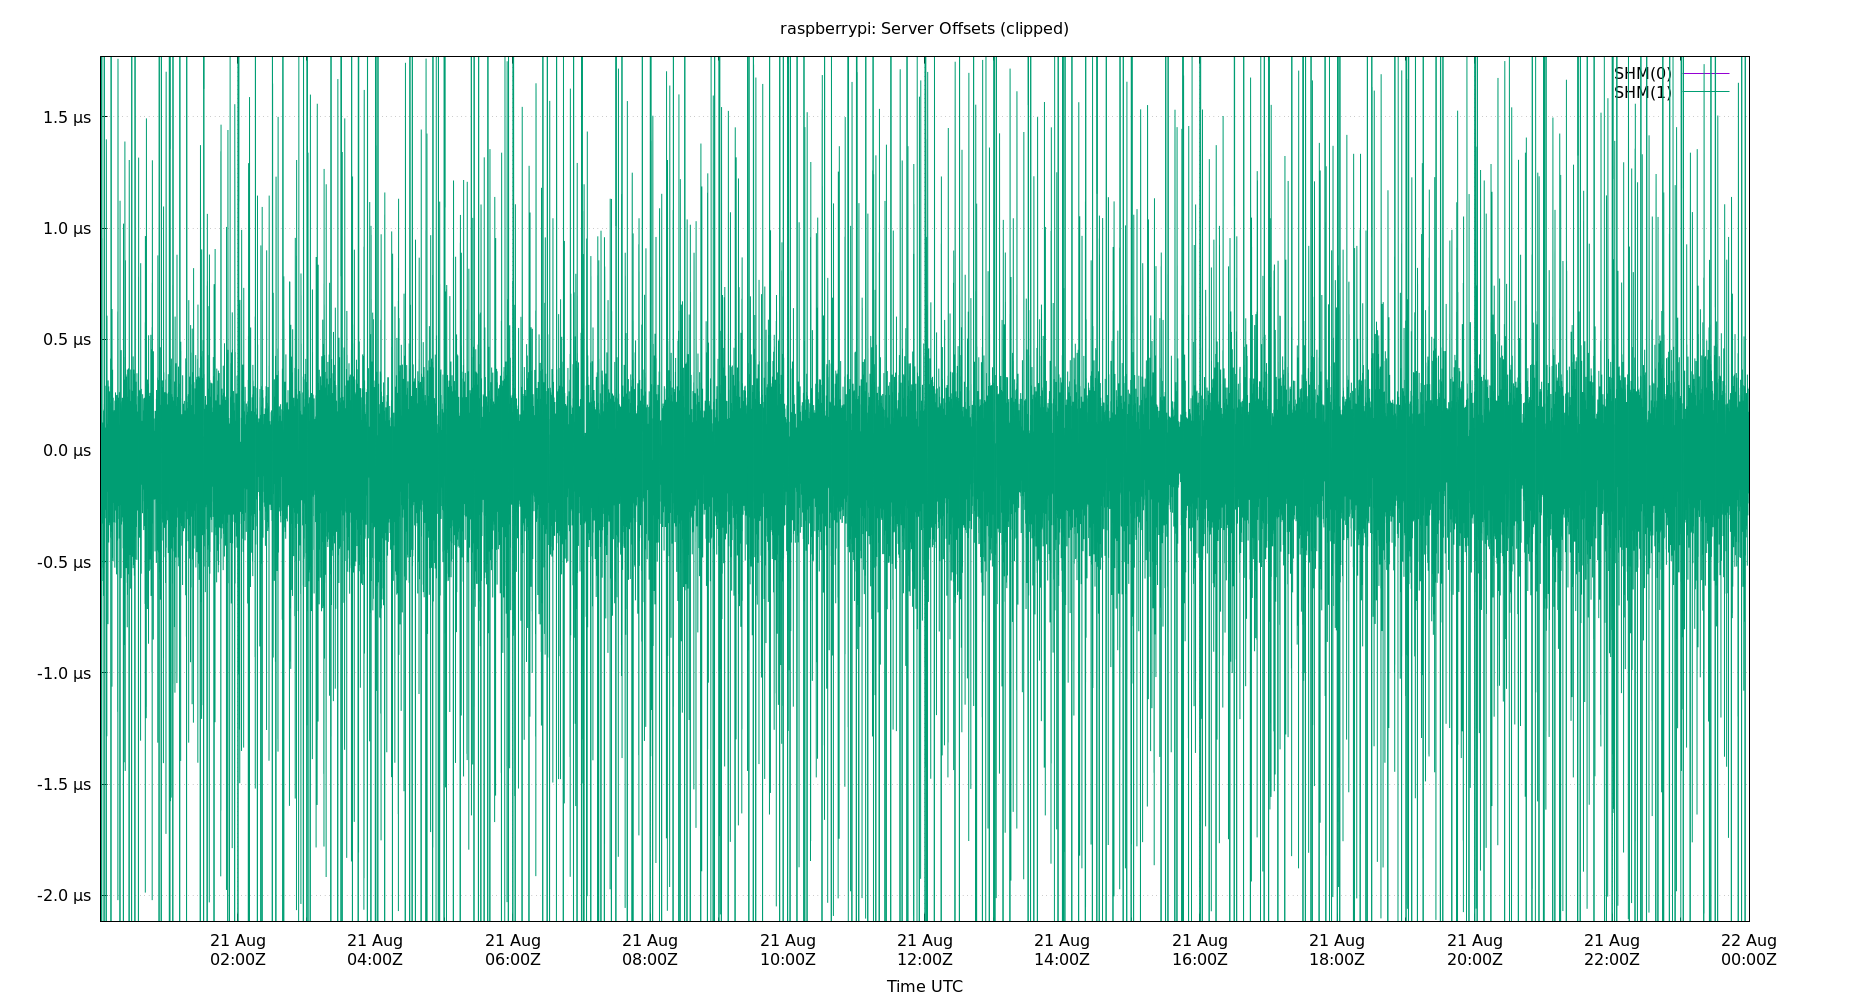 raspberrypi: Server Offsets (clipped)
SHM(0)
SHM(1)
1.5 µs
1.0 µs
0.5 µs
0.0 µs
-0.5 µs
-1.0 µs
-1.5 µs
-2.0 µs
21 Aug 21 Aug 21 Aug 21 Aug 21 Aug 21 Aug 21 Aug 21 Aug 21 Aug 21 Aug 21 Aug 22 Aug
02:00Z 04:00Z 06:00Z 08:00Z 10:00Z 12:00Z 14:00Z 16:00Z 18:00Z 20:00Z 22:00Z 00:00Z
Time UTC